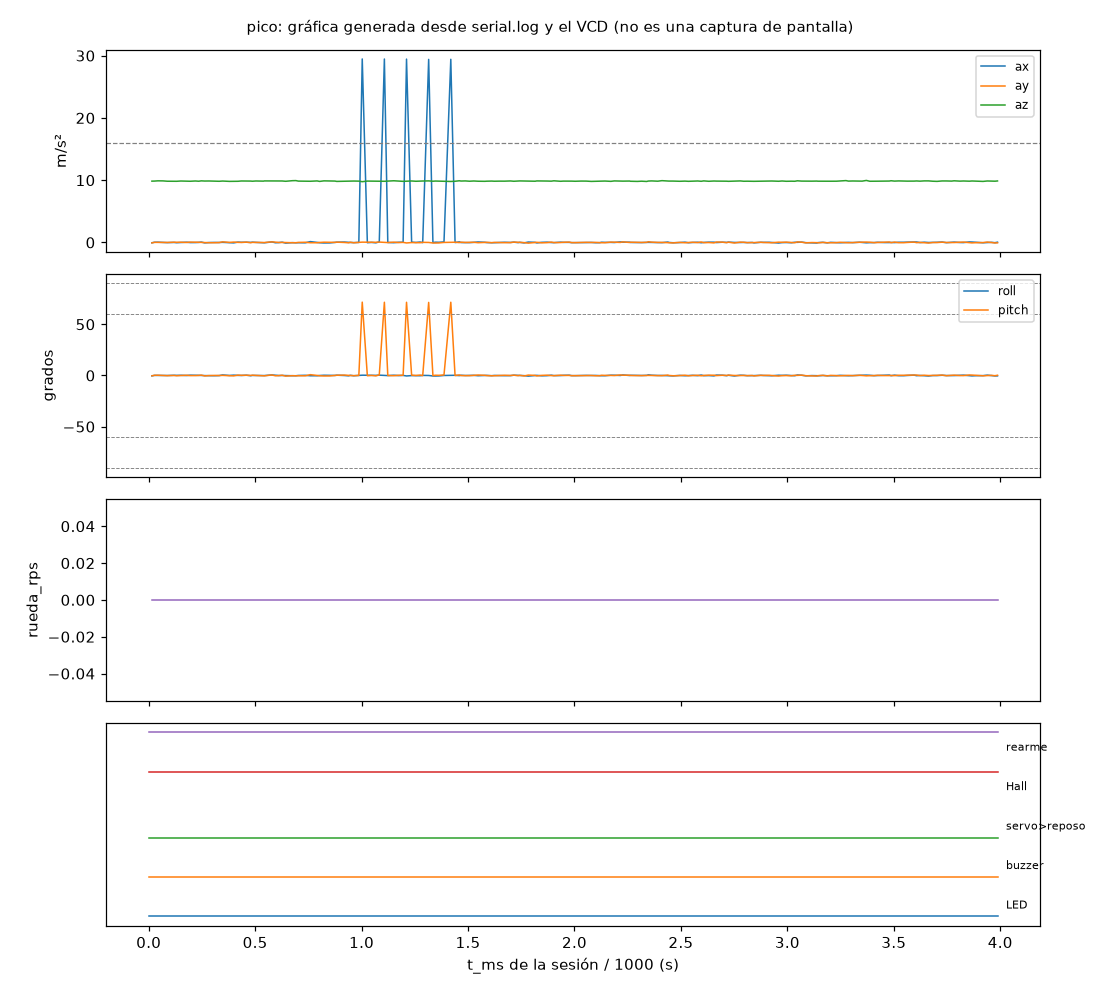 pico: gráfica generada desde serial.log y el VCD (no es una captura de pantalla)
30
20
10
0
m/s²
ax
ay
az
50
0
−50
grados
roll
pitch
0.04
0.02
0.00
−0.02
−0.04
rueda_rps
rearme
Hall
servo>reposo
buzzer
LED
0.0 0.5 1.0 1.5 2.0 2.5 3.0 3.5 4.0
t_ms de la sesión / 1000 (s)